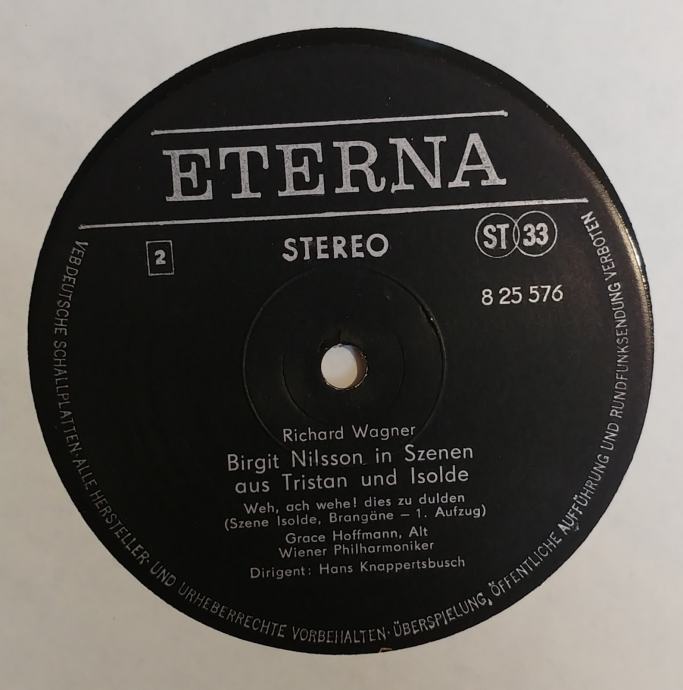 ETERNA
2
STEREO
ST 33
8 25 576
Richard Wagner
Birgit Nilsson in Szenen
aus Tristan und Isolde
Weh, ach wehe! dies zu dulden
(Szene Isolde, Brangäne – 1. Aufzug)
Grace Hoffmann, Alt
Wiener Philharmoniker
Dirigent: Hans Knappertsbusch
VEB DEUTSCHE SCHALLPLATTEN · ALLE HERSTELLER- UND URHEBERRECHTE VORBEHALTEN · ÜBERSPIELUNG, ÖFFENTLICHE AUFFÜHRUNG UND RUNDFUNKSENDUNG VERBOTEN